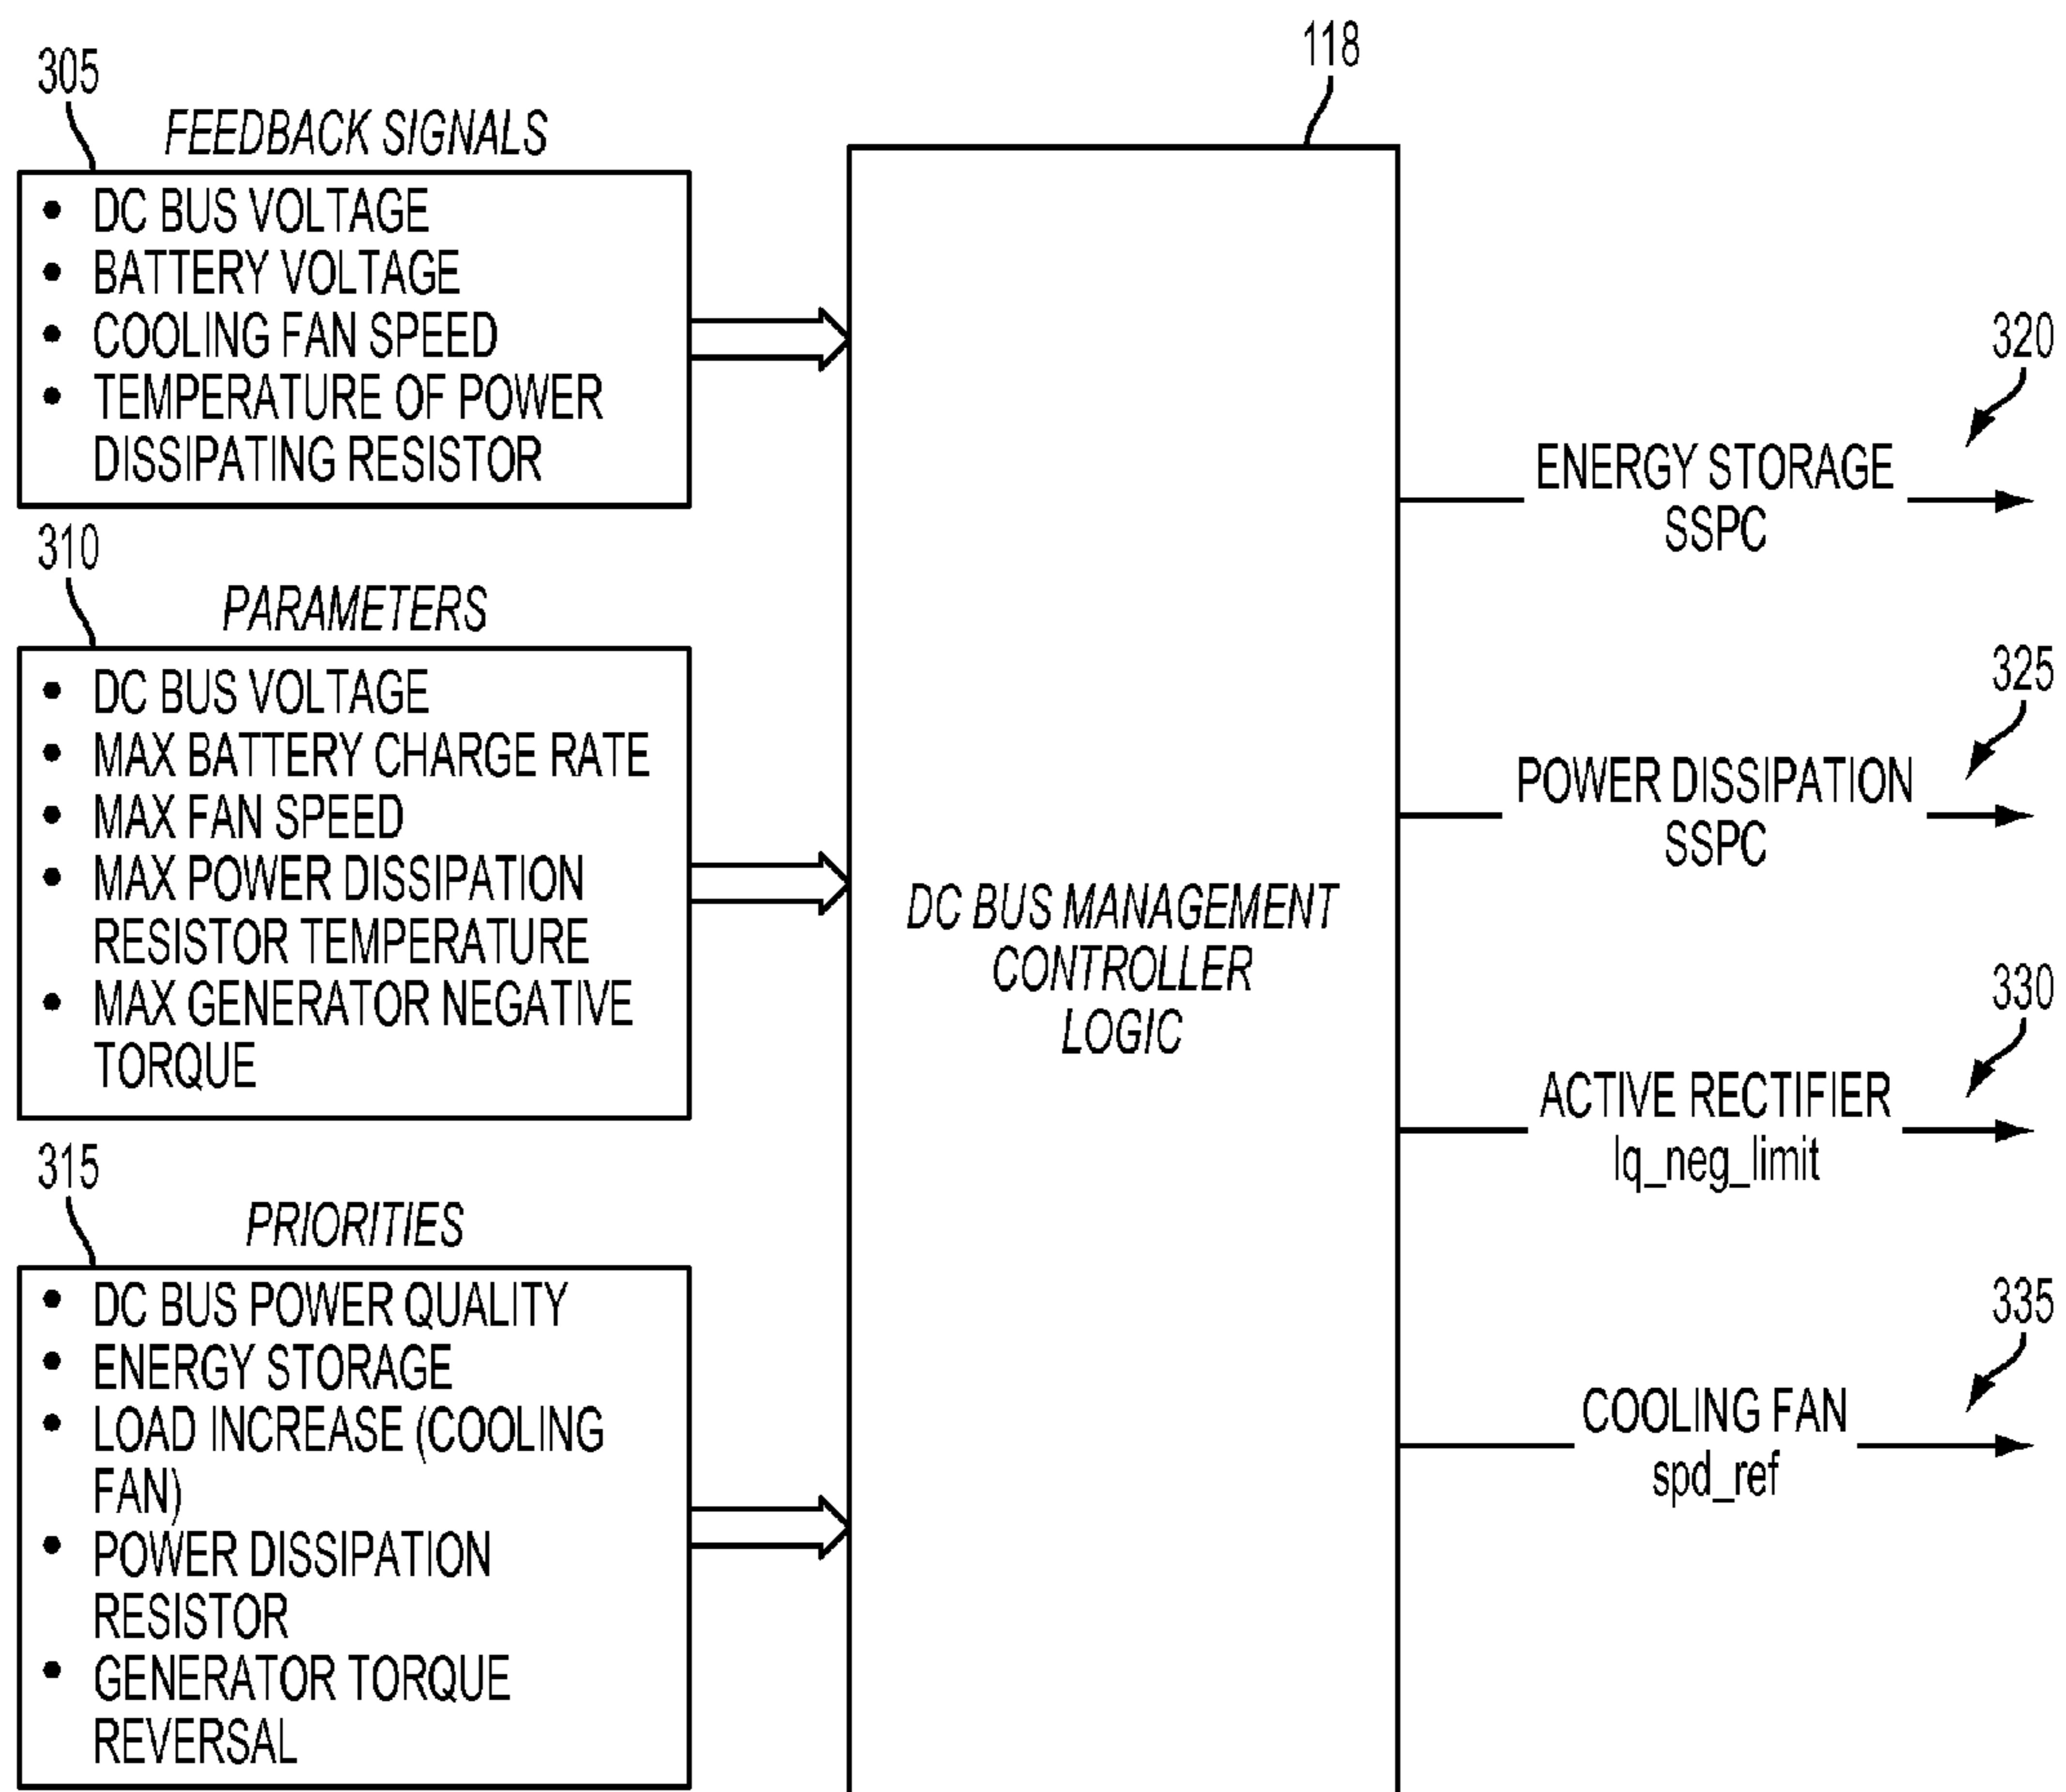 118
305
FEEDBACK SIGNALS
• DC BUS VOLTAGE
• BATTERY VOLTAGE
• COOLING FAN SPEED
• TEMPERATURE OF POWER
DISSIPATING RESISTOR
310
PARAMETERS
• DC BUS VOLTAGE
• MAX BATTERY CHARGE RATE
• MAX FAN SPEED
• MAX POWER DISSIPATION
RESISTOR TEMPERATURE
• MAX GENERATOR NEGATIVE
TORQUE
315
PRIORITIES
• DC BUS POWER QUALITY
• ENERGY STORAGE
• LOAD INCREASE (COOLING
FAN)
• POWER DISSIPATION
RESISTOR
• GENERATOR TORQUE
REVERSAL
DC BUS MANAGEMENT
CONTROLLER
LOGIC
320
ENERGY STORAGE
SSPC
325
POWER DISSIPATION
SSPC
330
ACTIVE RECTIFIER
Iq_neg_limit
335
COOLING FAN
spd_ref